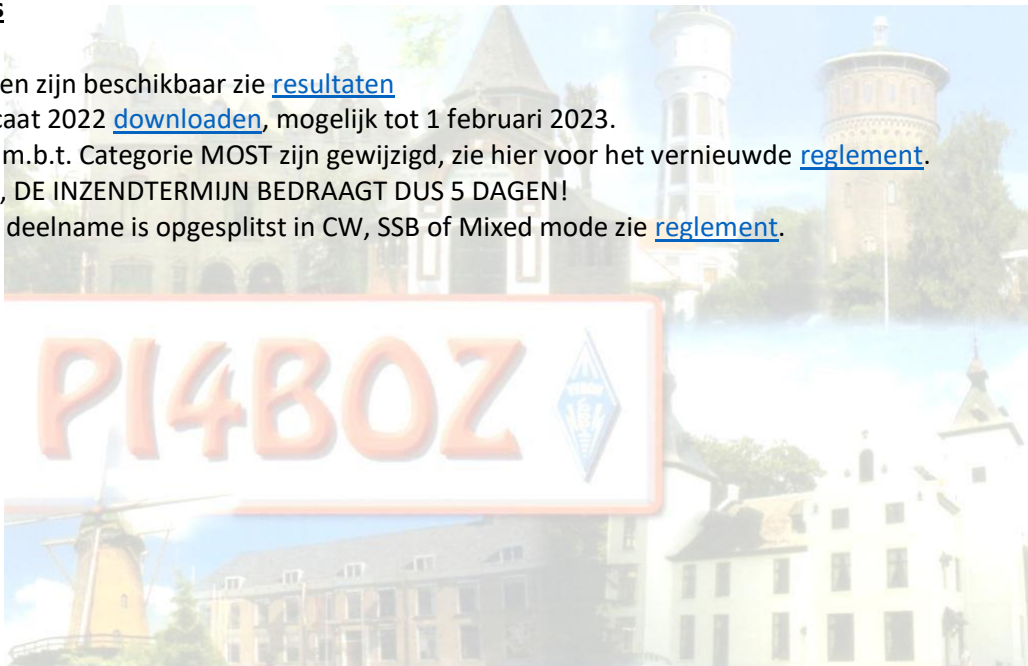 en zijn beschikbaar zie resultaten
caat 2022 downloaden, mogelijk tot 1 februari 2023.
m.b.t. Categorie MOST zijn gewijzigd, zie hier voor het vernieuwde reglement.
, DE INZENDTERMIJN BEDRAAGT DUS 5 DAGEN!
deelname is opgesplitst in CW, SSB of Mixed mode zie reglement.
PI4BOZ